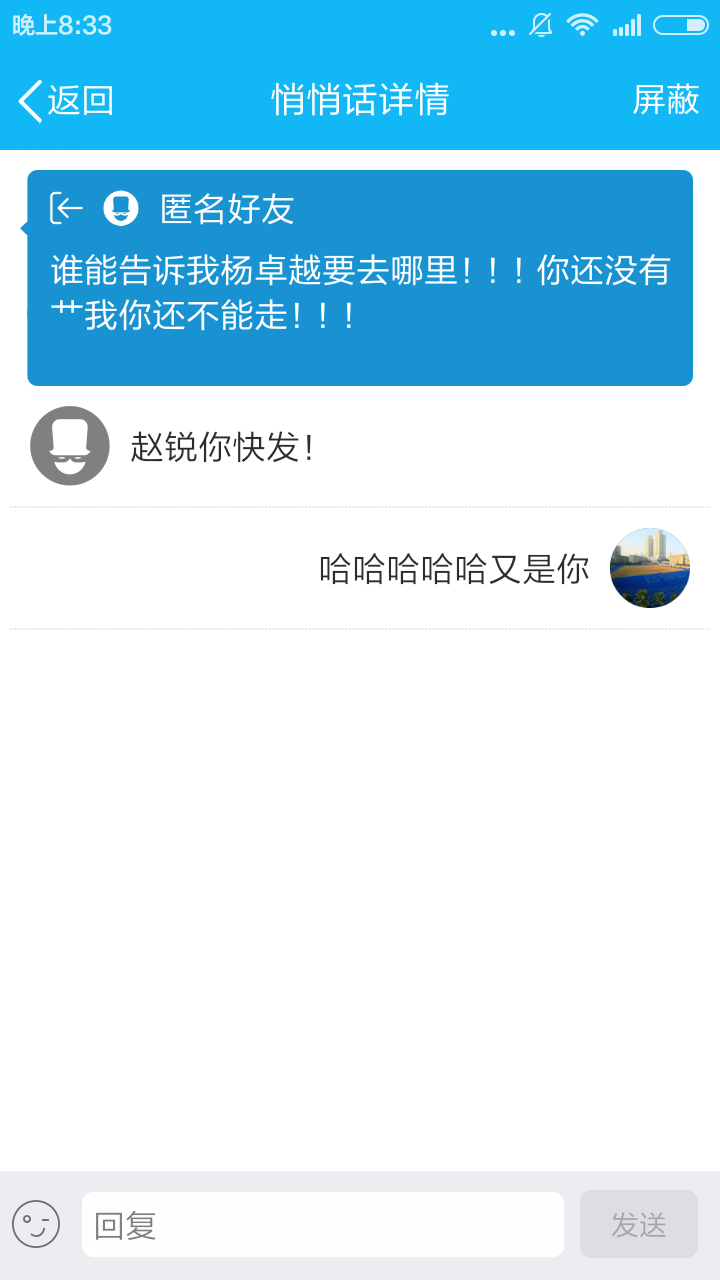 晚上8:33
返回
悄悄话详情
屏蔽
匿名好友
谁能告诉我杨卓越要去哪里！！！你还没有
艹我你还不能走！！！
赵锐你快发！
哈哈哈哈哈又是你
回复
发送